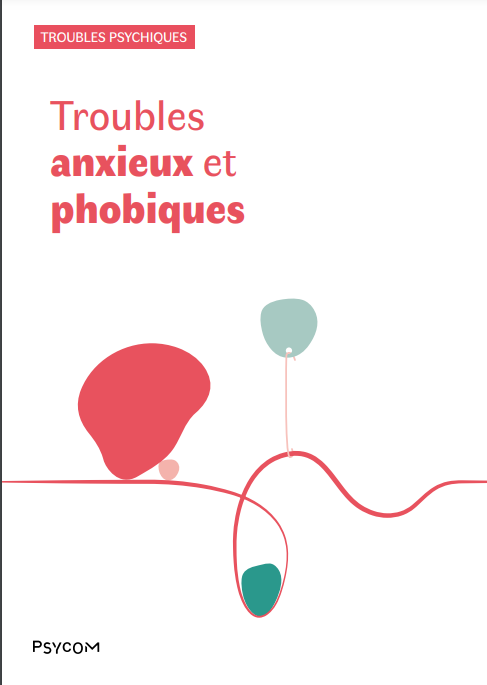 TROUBLES PSYCHIQUES
Troubles
anxieux et
phobiques
PSYCOM